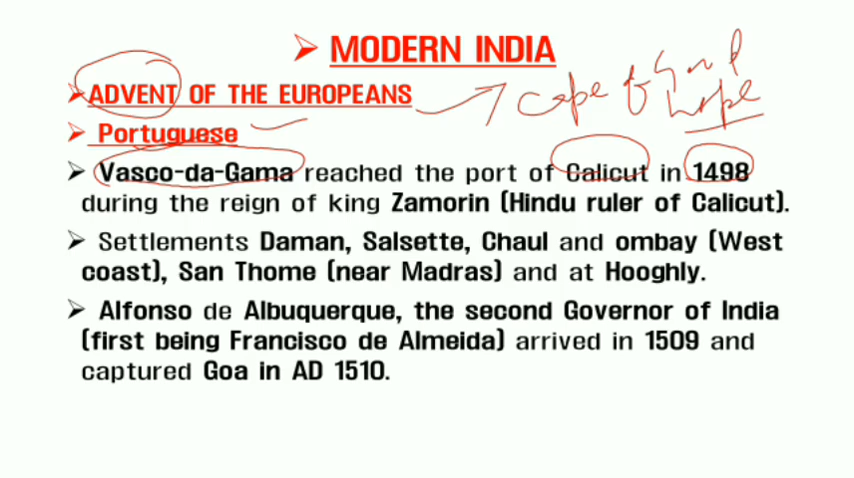 ➢ MODERN INDIA
➢ ADVENT OF THE EUROPEANS
Cape of Good
hope
➢ Portuguese
➢ Vasco-da-Gama reached the port of Calicut in 1498
during the reign of king Zamorin (Hindu ruler of Calicut).
➢ Settlements Daman, Salsette, Chaul and ombay (West
coast), San Thome (near Madras) and at Hooghly.
➢ Alfonso de Albuquerque, the second Governor of India
(first being Francisco de Almeida) arrived in 1509 and
captured Goa in AD 1510.